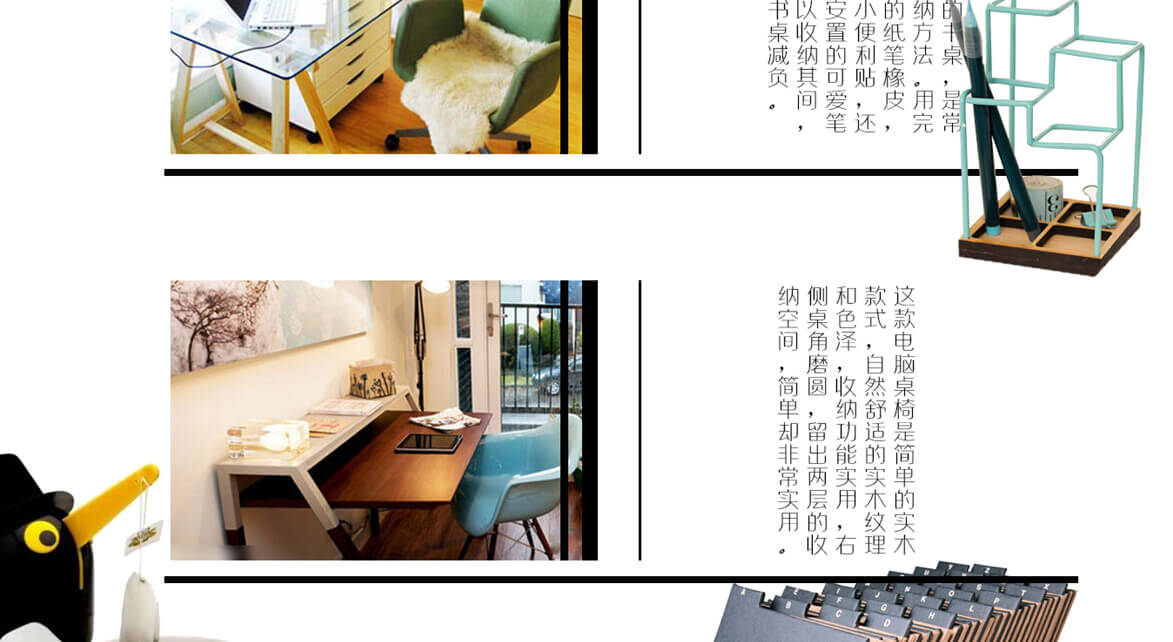 的书桌，是常
纳方法。用完
的纸笔橡皮，
小便利贴，还
安置的可爱笔
以收纳其间，
书桌减负。
这款电脑桌椅是简单的实木
款式，自然舒适的实木纹理
和色泽，收纳功能实用，右
侧桌角磨圆，留出两层的收
纳空间，简单却非常实用。
3
A
B
C
D
E
F
G
H